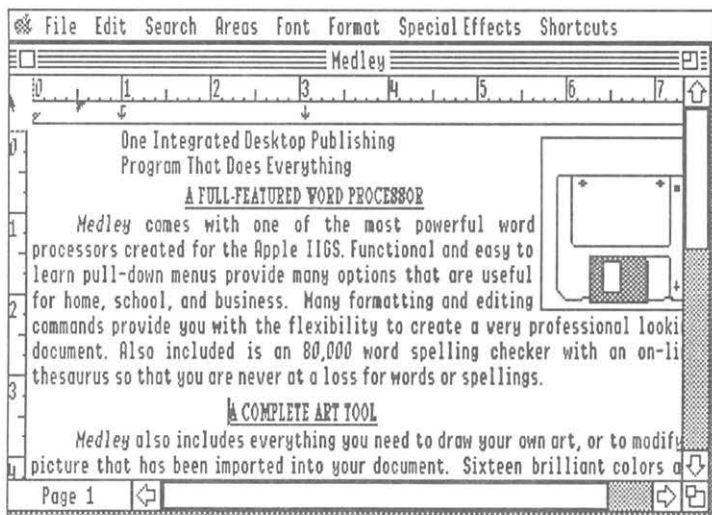 File Edit Search Areas Font Format Special Effects Shortcuts
Medley
0 1 2 3 4 5 6 7
One Integrated Desktop Publishing
Program That Does Everything
A FULL-FEATURED WORD PROCESSOR
Medley comes with one of the most powerful word
processors created for the Apple IIGS. Functional and easy to
learn pull-down menus provide many options that are useful
for home, school, and business. Many formatting and editing
commands provide you with the flexibility to create a very professional looki
document. Also included is an 80,000 word spelling checker with an on-li
thesaurus so that you are never at a loss for words or spellings.
A COMPLETE ART TOOL
Medley also includes everything you need to draw your own art, or to modify
picture that has been imported into your document. Sixteen brilliant colors a
0
1
2
3
4
Page 1